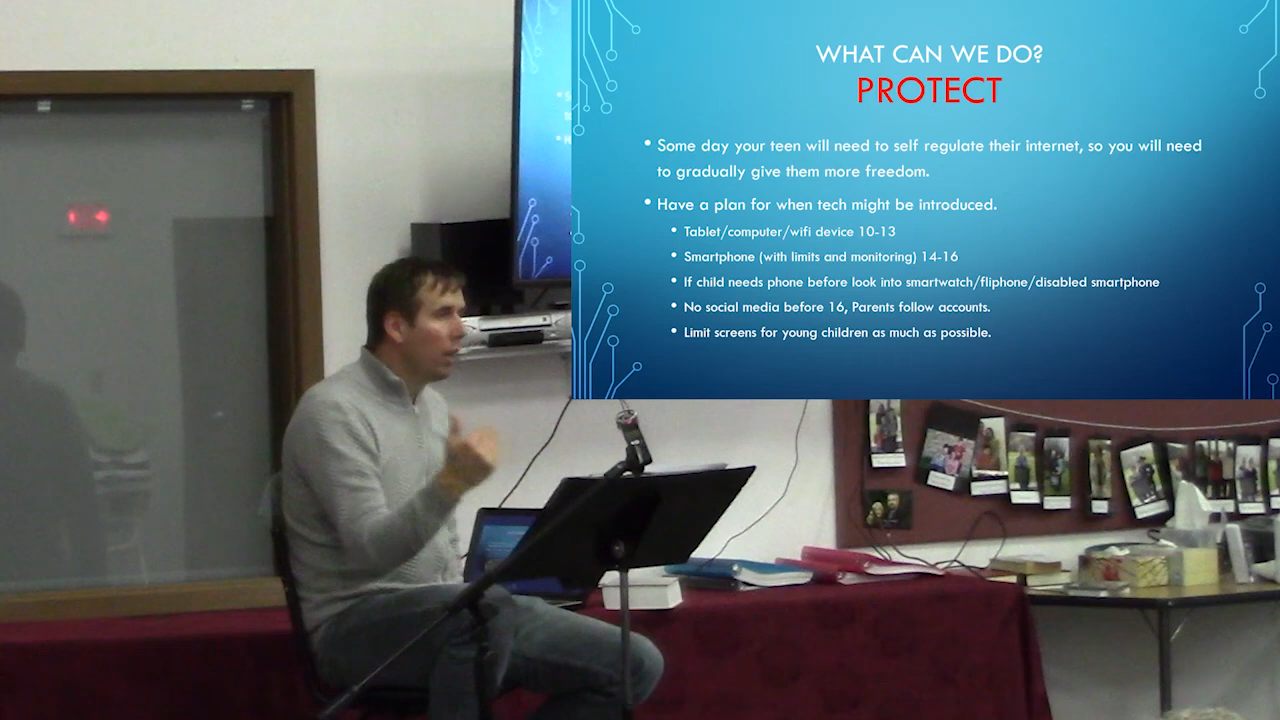 WHAT CAN WE DO?
PROTECT
• Some day your teen will need to self regulate their internet, so you will need
to gradually give them more freedom.
• Have a plan for when tech might be introduced.
• Tablet/computer/wifi device 10-13
• Smartphone (with limits and monitoring) 14-16
• If child needs phone before look into smartwatch/fliphone/disabled smartphone
• No social media before 16, Parents follow accounts.
• Limit screens for young children as much as possible.